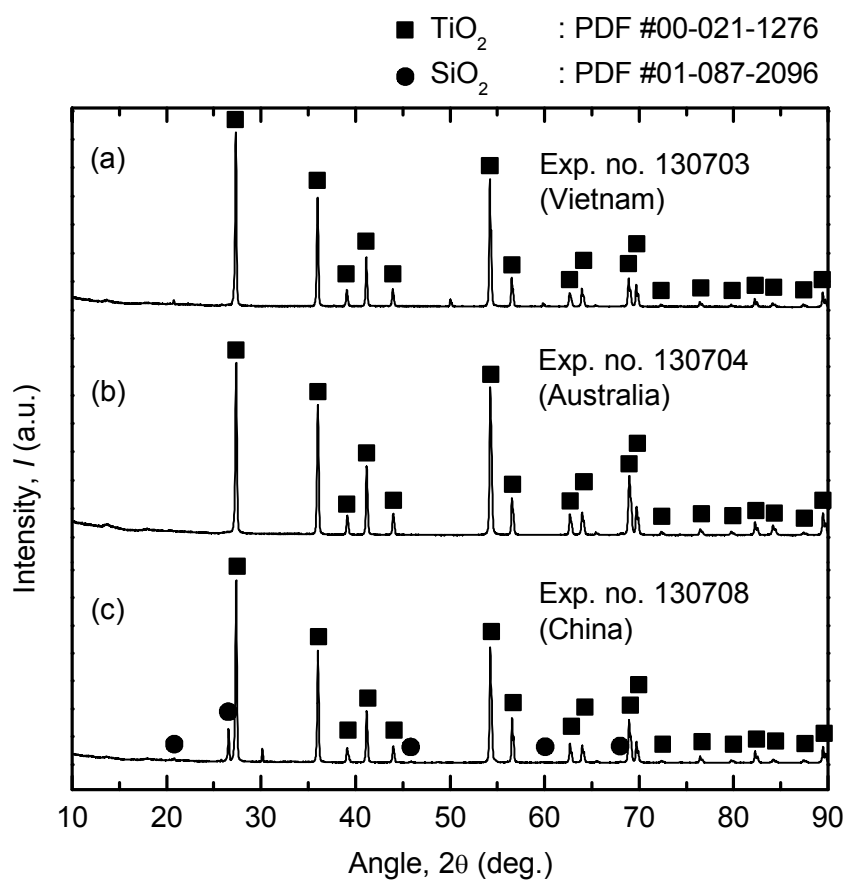 ■ TiO2 : PDF #00-021-1276
● SiO2 : PDF #01-087-2096
(a)
Exp. no. 130703
(Vietnam)
(b)
Exp. no. 130704
(Australia)
(c)
Exp. no. 130708
(China)
Intensity, I (a.u.)
10 20 30 40 50 60 70 80 90
Angle, 2θ (deg.)